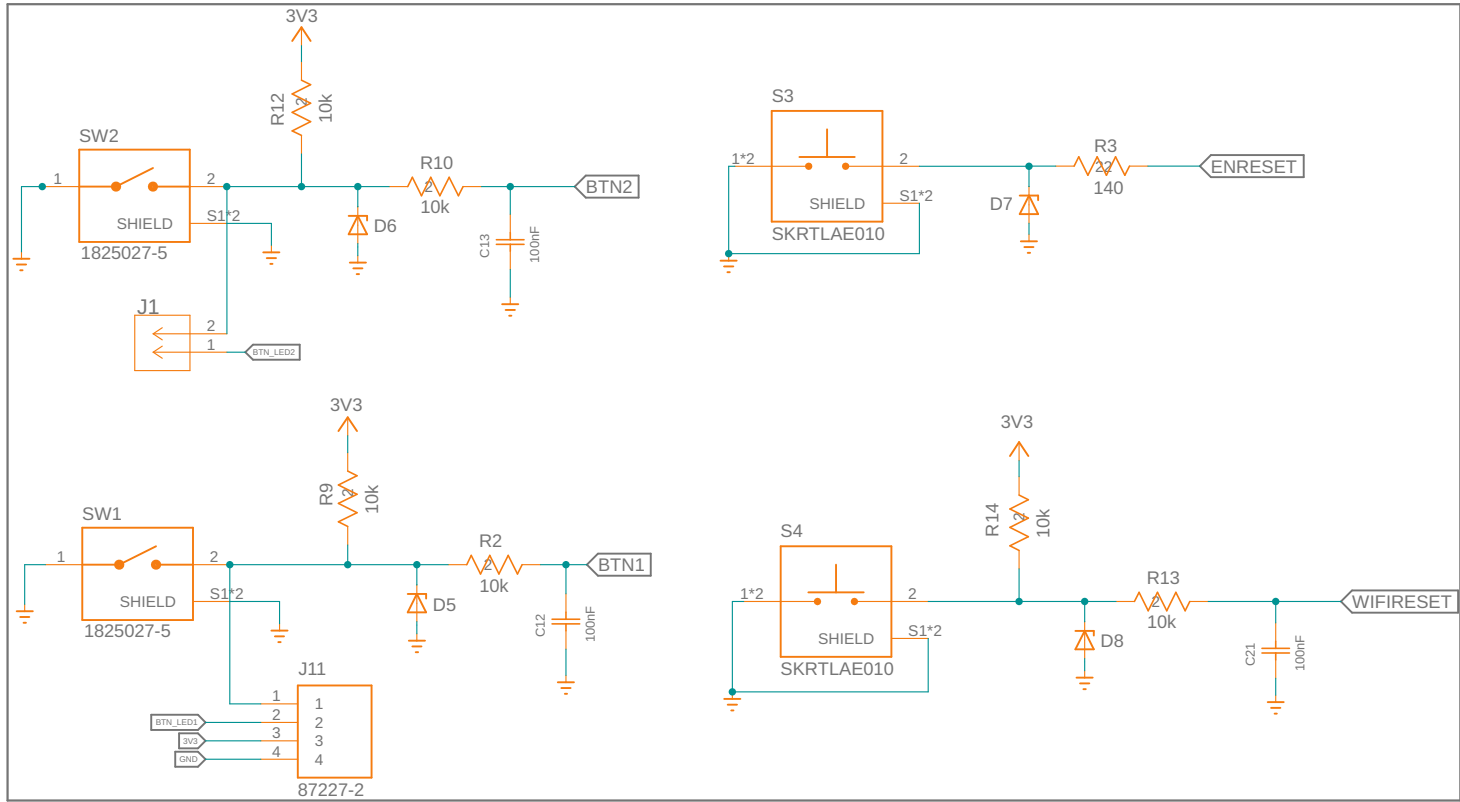 3V3
R12
2
10k
SW2
1
2
SHIELD
S1*2
1825027-5
R10
2
10k
BTN2
D6
C13
100nF
J1
2
1
BTN_LED2
S3
1*2
2
SHIELD
S1*2
SKRTLAE010
R3
22
140
ENRESET
D7
3V3
R9
2
10k
SW1
1
2
SHIELD
S1*2
1825027-5
R2
2
10k
BTN1
D5
C12
100nF
J11
1
1
BTN_LED1
2
2
3V3
3
3
GND
4
4
87227-2
3V3
R14
2
10k
S4
1*2
2
SHIELD
S1*2
SKRTLAE010
R13
2
10k
WIFIRESET
D8
C21
100nF